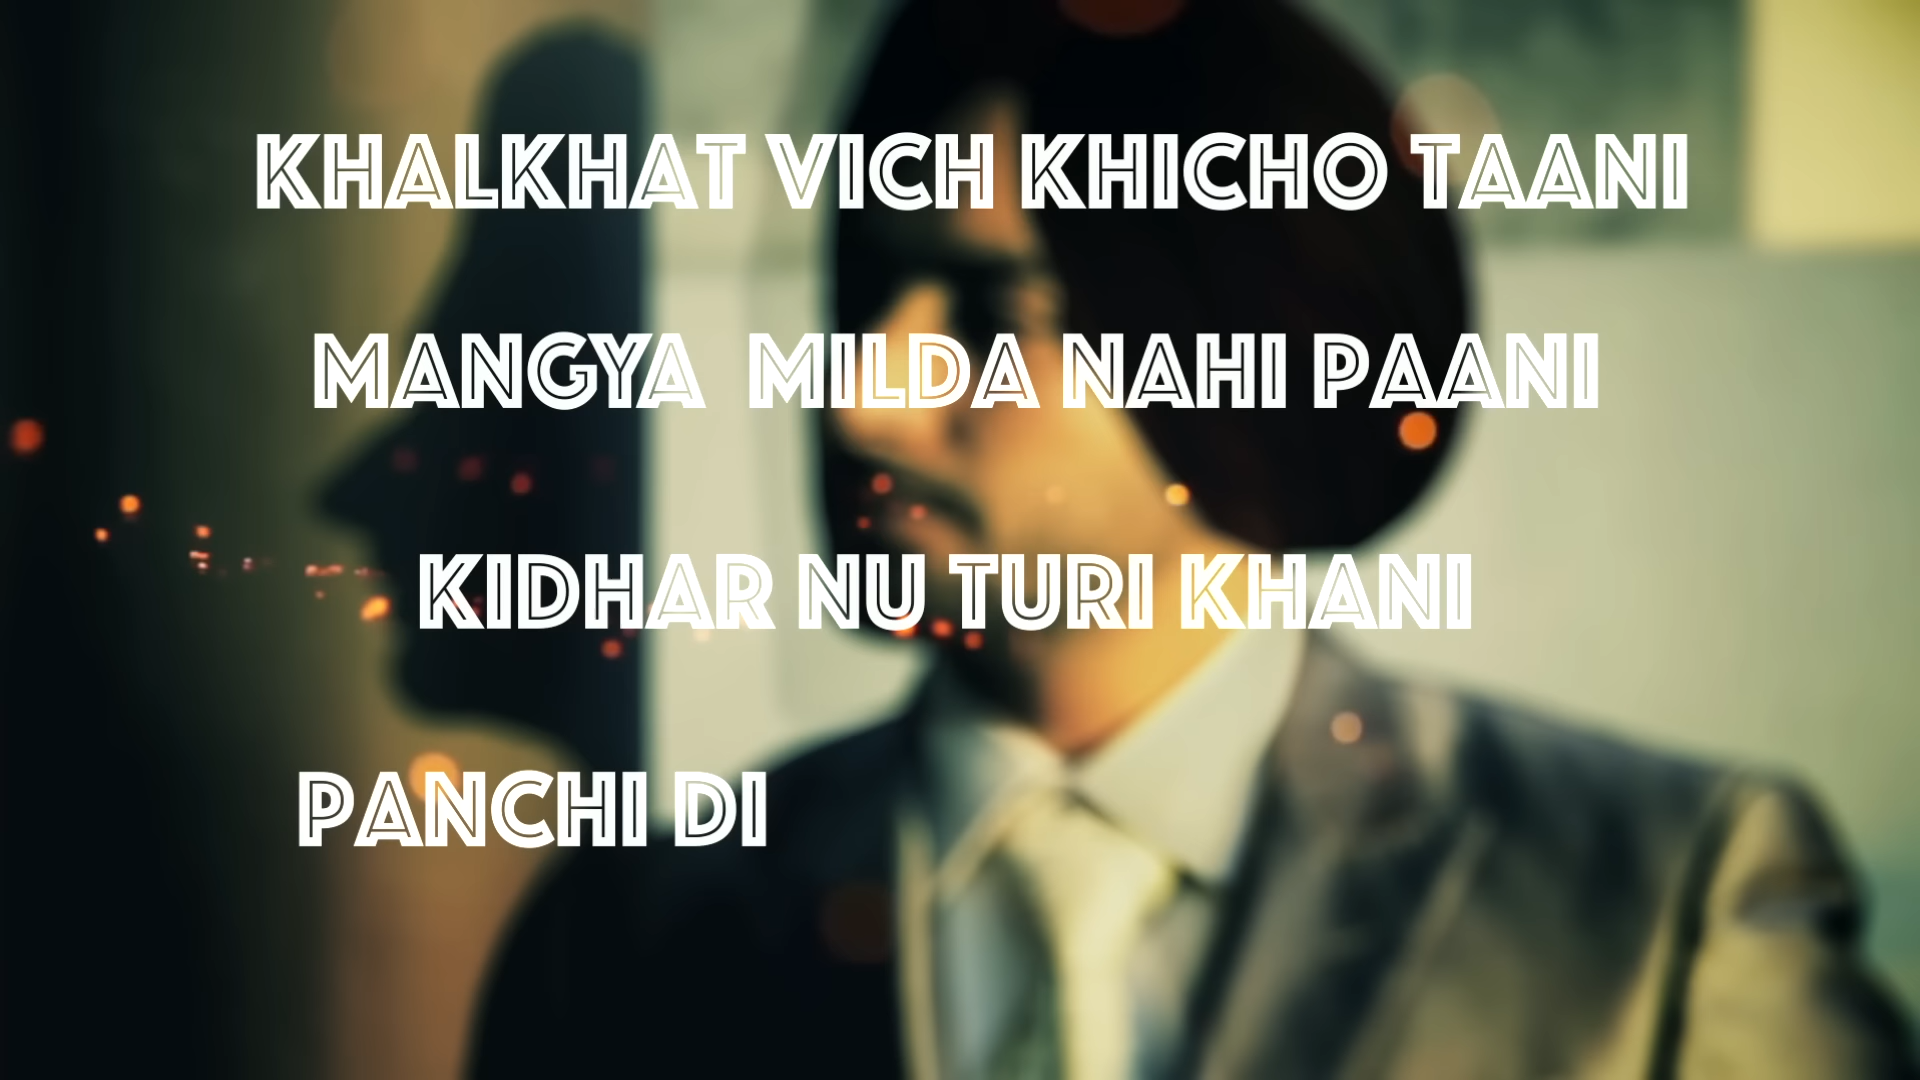 KHALKHAT VICH KHICHO TAANI
MANGYA MILDA NAHI PAANI
KIDHAR NU TURI KHANI
PANCHI DI